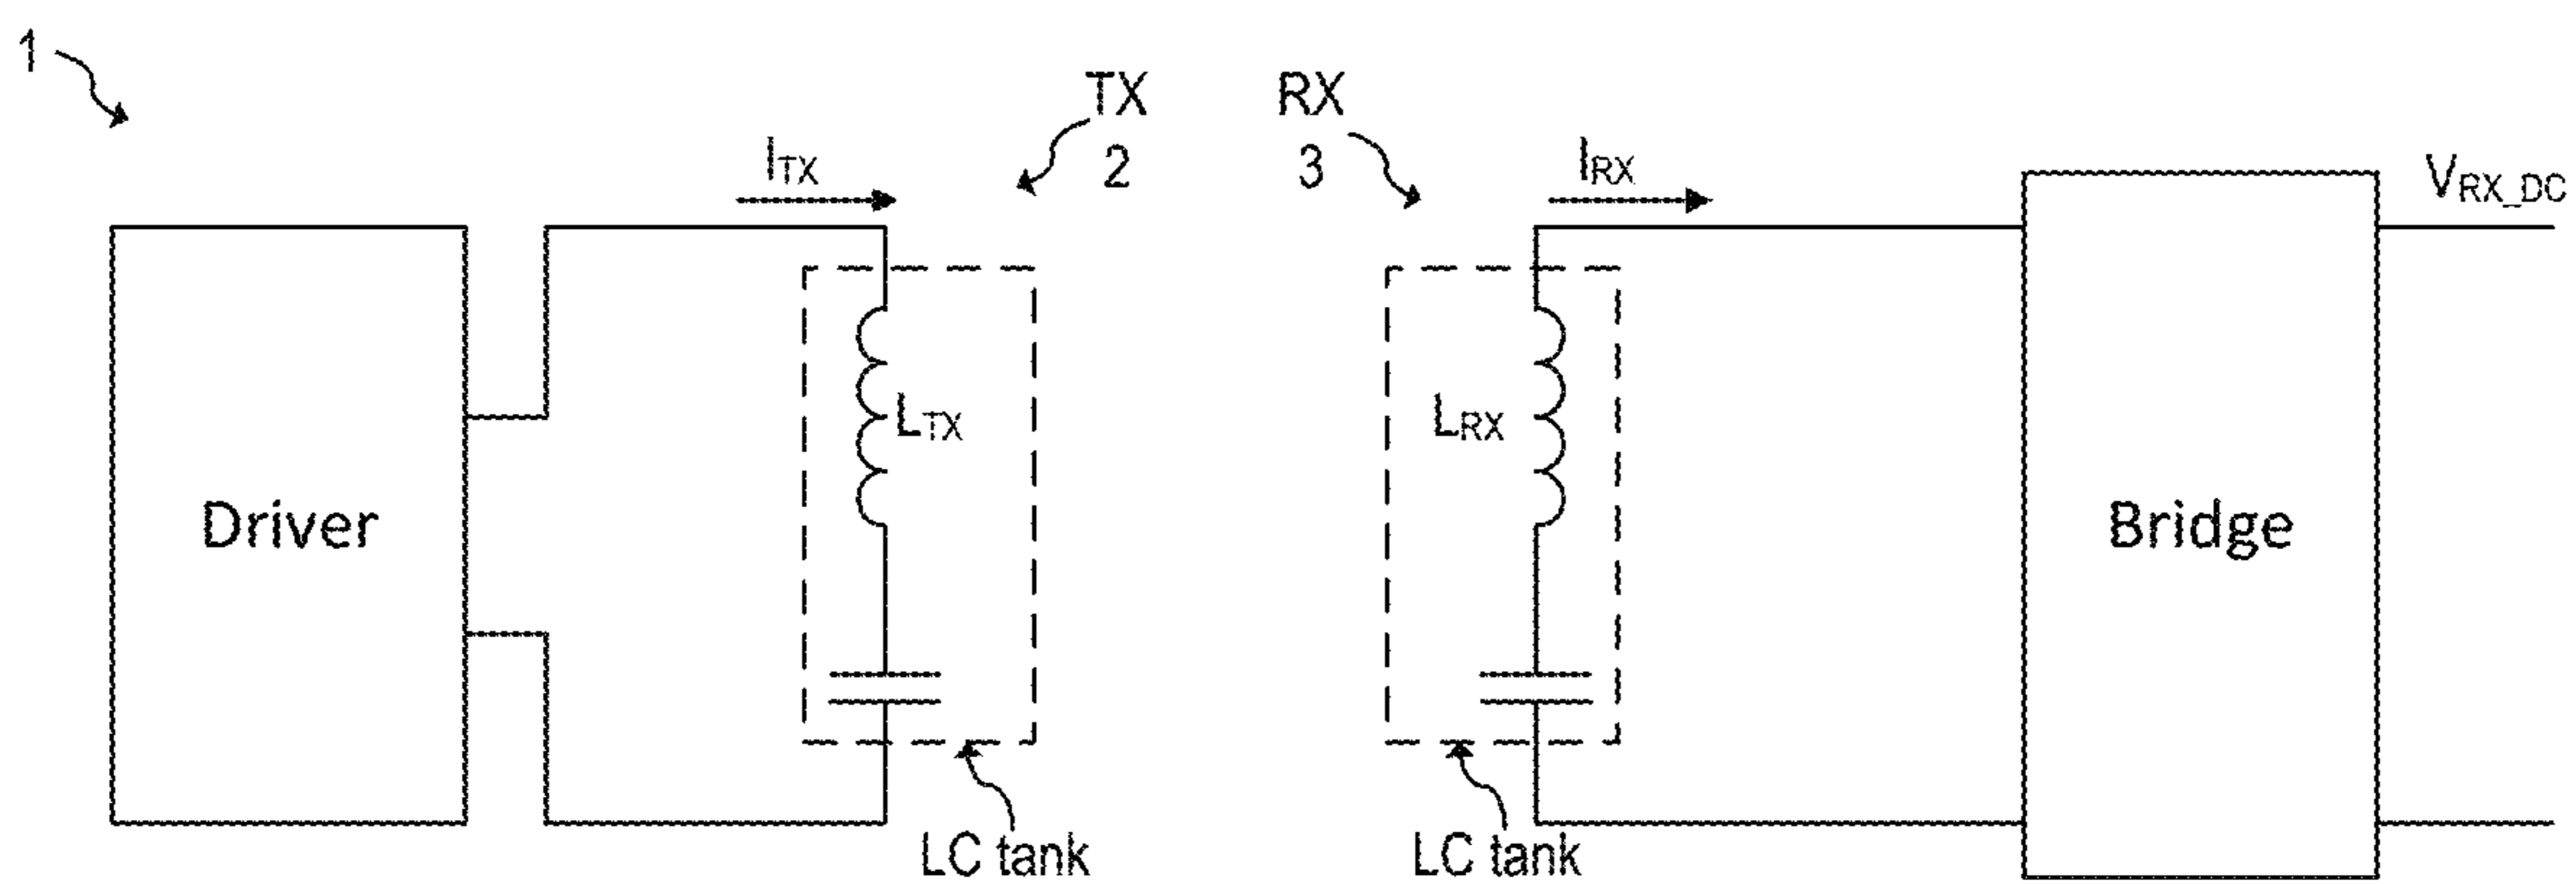 1
TX
2
RX
3
ITX
IRX
VRX_DC
LTX
LRX
Driver
Bridge
LC tank
LC tank